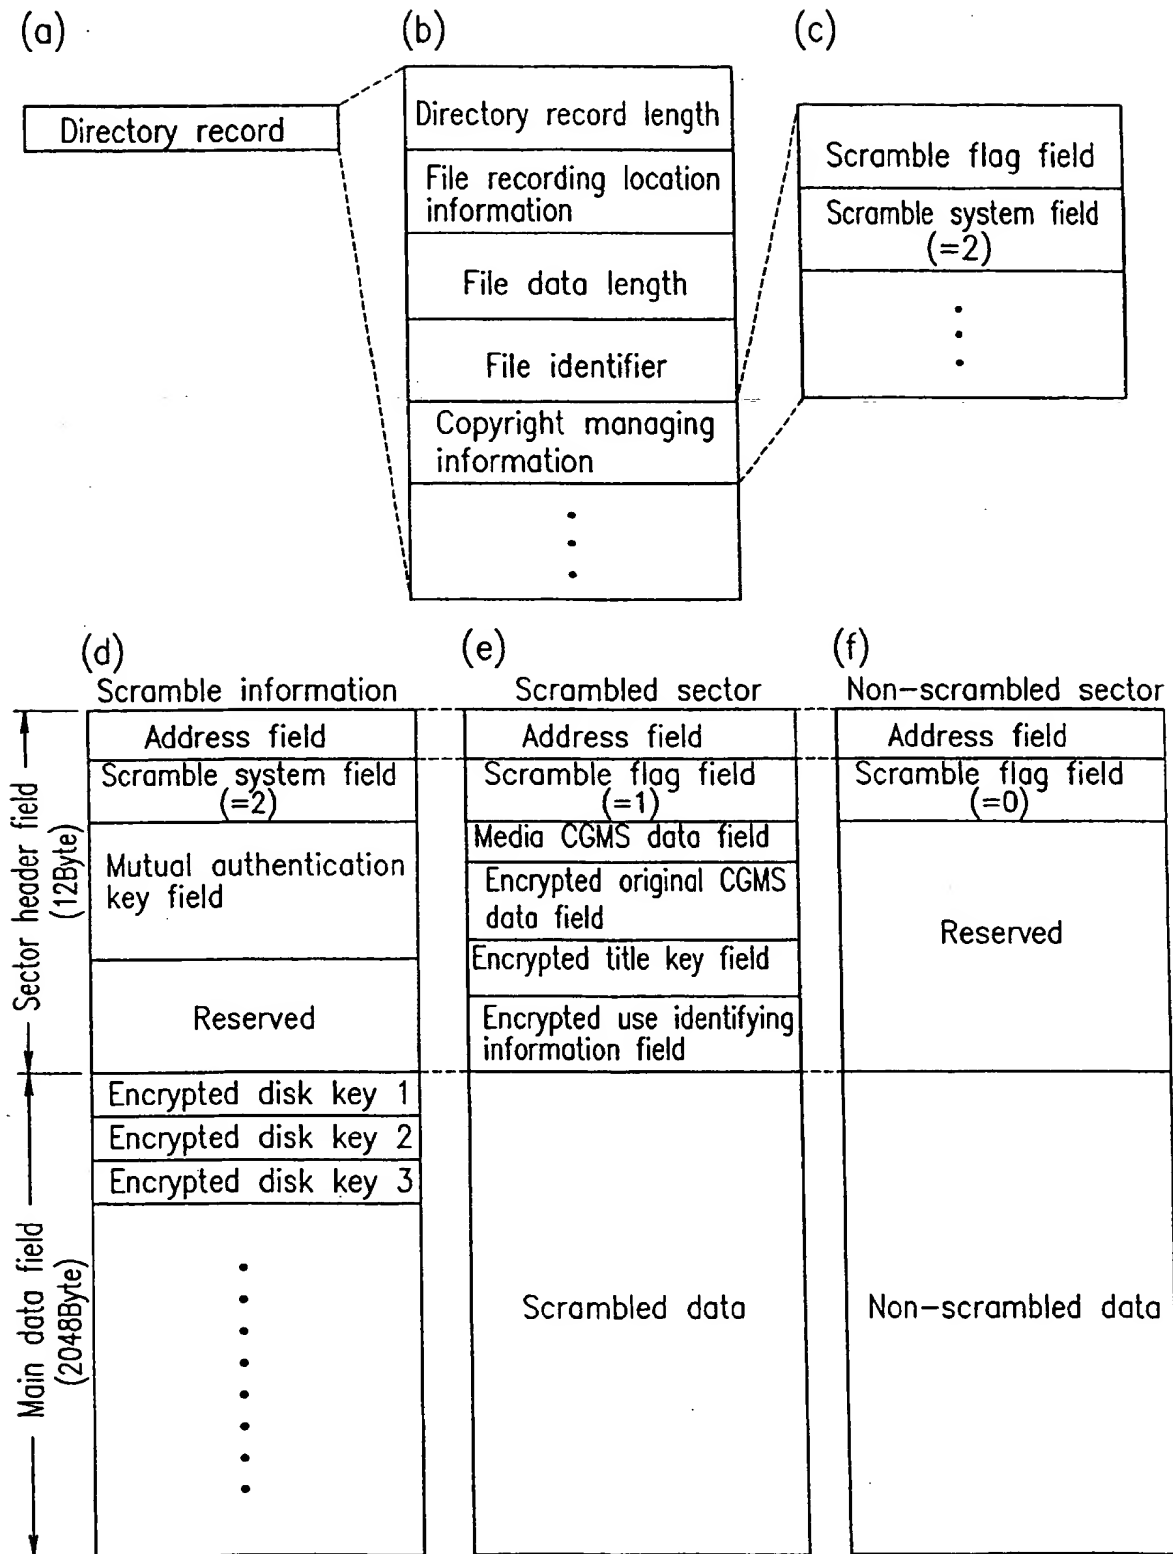 (a)
Directory record
(b)
Directory record length
File recording location
information
File data length
File identifier
Copyright managing
information
(c)
Scramble flag field
Scramble system field
(=2)
(d)
Scramble information
Address field
Scramble system field
(=2)
Mutual authentication
key field
Reserved
Encrypted disk key 1
Encrypted disk key 2
Encrypted disk key 3
Sector header field
(12Byte)
Main data field
(2048Byte)
(e)
Scrambled sector
Address field
Scramble flag field
(=1)
Media CGMS data field
Encrypted original CGMS
data field
Encrypted title key field
Encrypted use identifying
information field
Scrambled data
(f)
Non-scrambled sector
Address field
Scramble flag field
(=0)
Reserved
Non-scrambled data